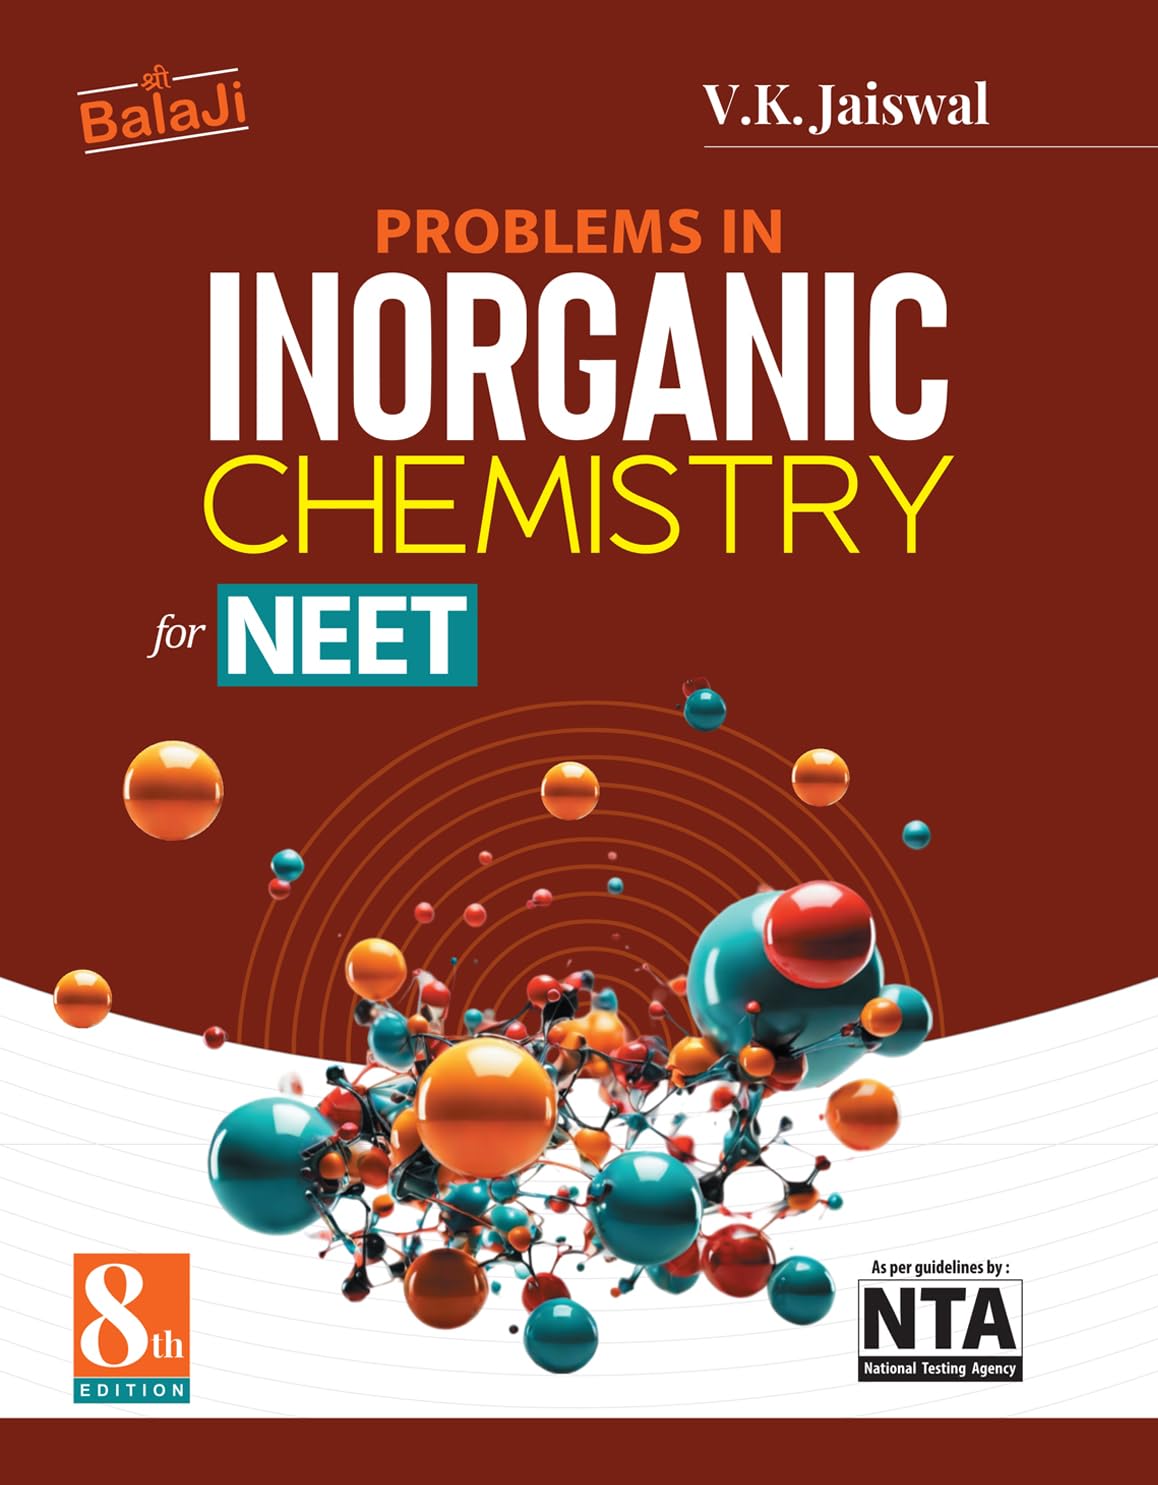 श्री
BalaJi
V.K. Jaiswal
PROBLEMS IN
INORGANIC
CHEMISTRY
for NEET
8th
EDITION
As per guidelines by :
NTA
National Testing Agency